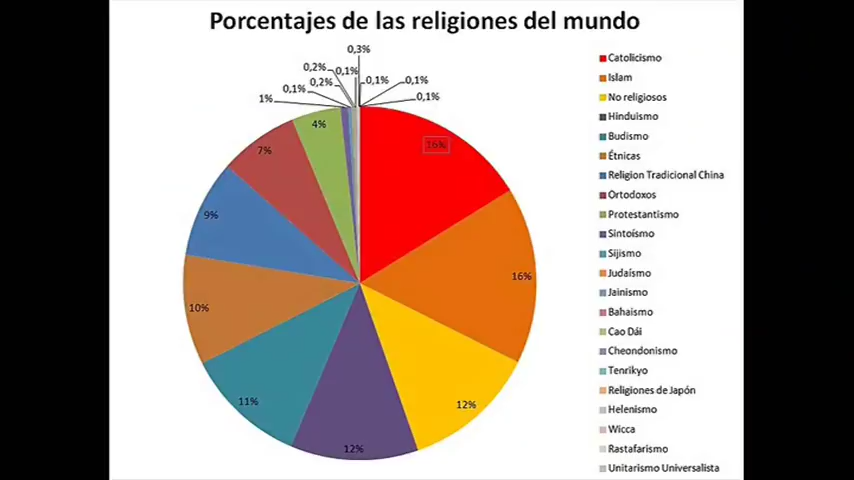 Porcentajes de las religiones del mundo
0,3%
0,2%
0,1%
0,2%
0,1%
0,1%
0,1%
1%
0,1%
4%
16%
7%
9%
16%
10%
11%
12%
12%
Catolicismo
Islam
No religiosos
Hinduismo
Budismo
Étnicas
Religion Tradicional China
Ortodoxos
Protestantismo
Sintoísmo
Sijismo
Judaísmo
Jainismo
Bahaismo
Cao Dái
Cheondonismo
Tenrikyo
Religiones de Japón
Helenismo
Wicca
Rastafarismo
Unitarismo Universalista